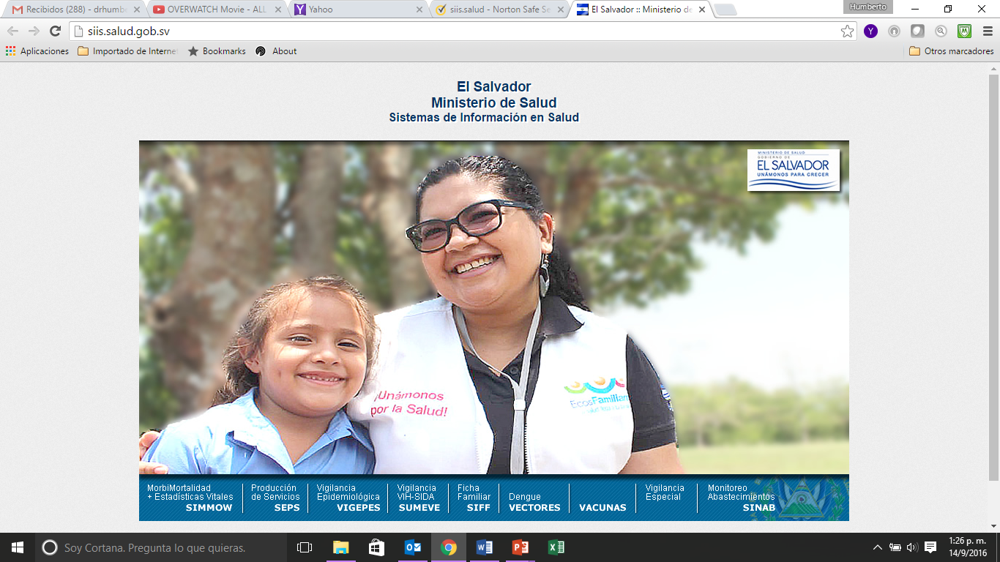 Humberto
Recibidos (288) - drhumbe
OVERWATCH Movie - ALL
Yahoo
siis.salud - Norton Safe Se
El Salvador :: Ministerio de
siis.salud.gob.sv
Aplicaciones
Importado de Internet
Bookmarks
About
Otros marcadores
El Salvador
Ministerio de Salud
Sistemas de Información en Salud
MINISTERIO DE SALUD
GOBIERNO DE
EL SALVADOR
UNÁMONOS PARA CRECER
¡Unámonos
por la Salud!
EcosFamiliar
MorbiMortalidad
+ Estadísticas Vitales
SIMMOW
Producción
de Servicios
SEPS
Vigilancia
Epidemiológica
VIGEPES
Vigilancia
VIH-SIDA
SUMEVE
Ficha
Familiar
SIFF
Dengue
VECTORES
VACUNAS
Vigilancia
Especial
Monitoreo
Abastecimientos
SINAB
Soy Cortana. Pregunta lo que quieras.
1:26 p. m.
14/9/2016